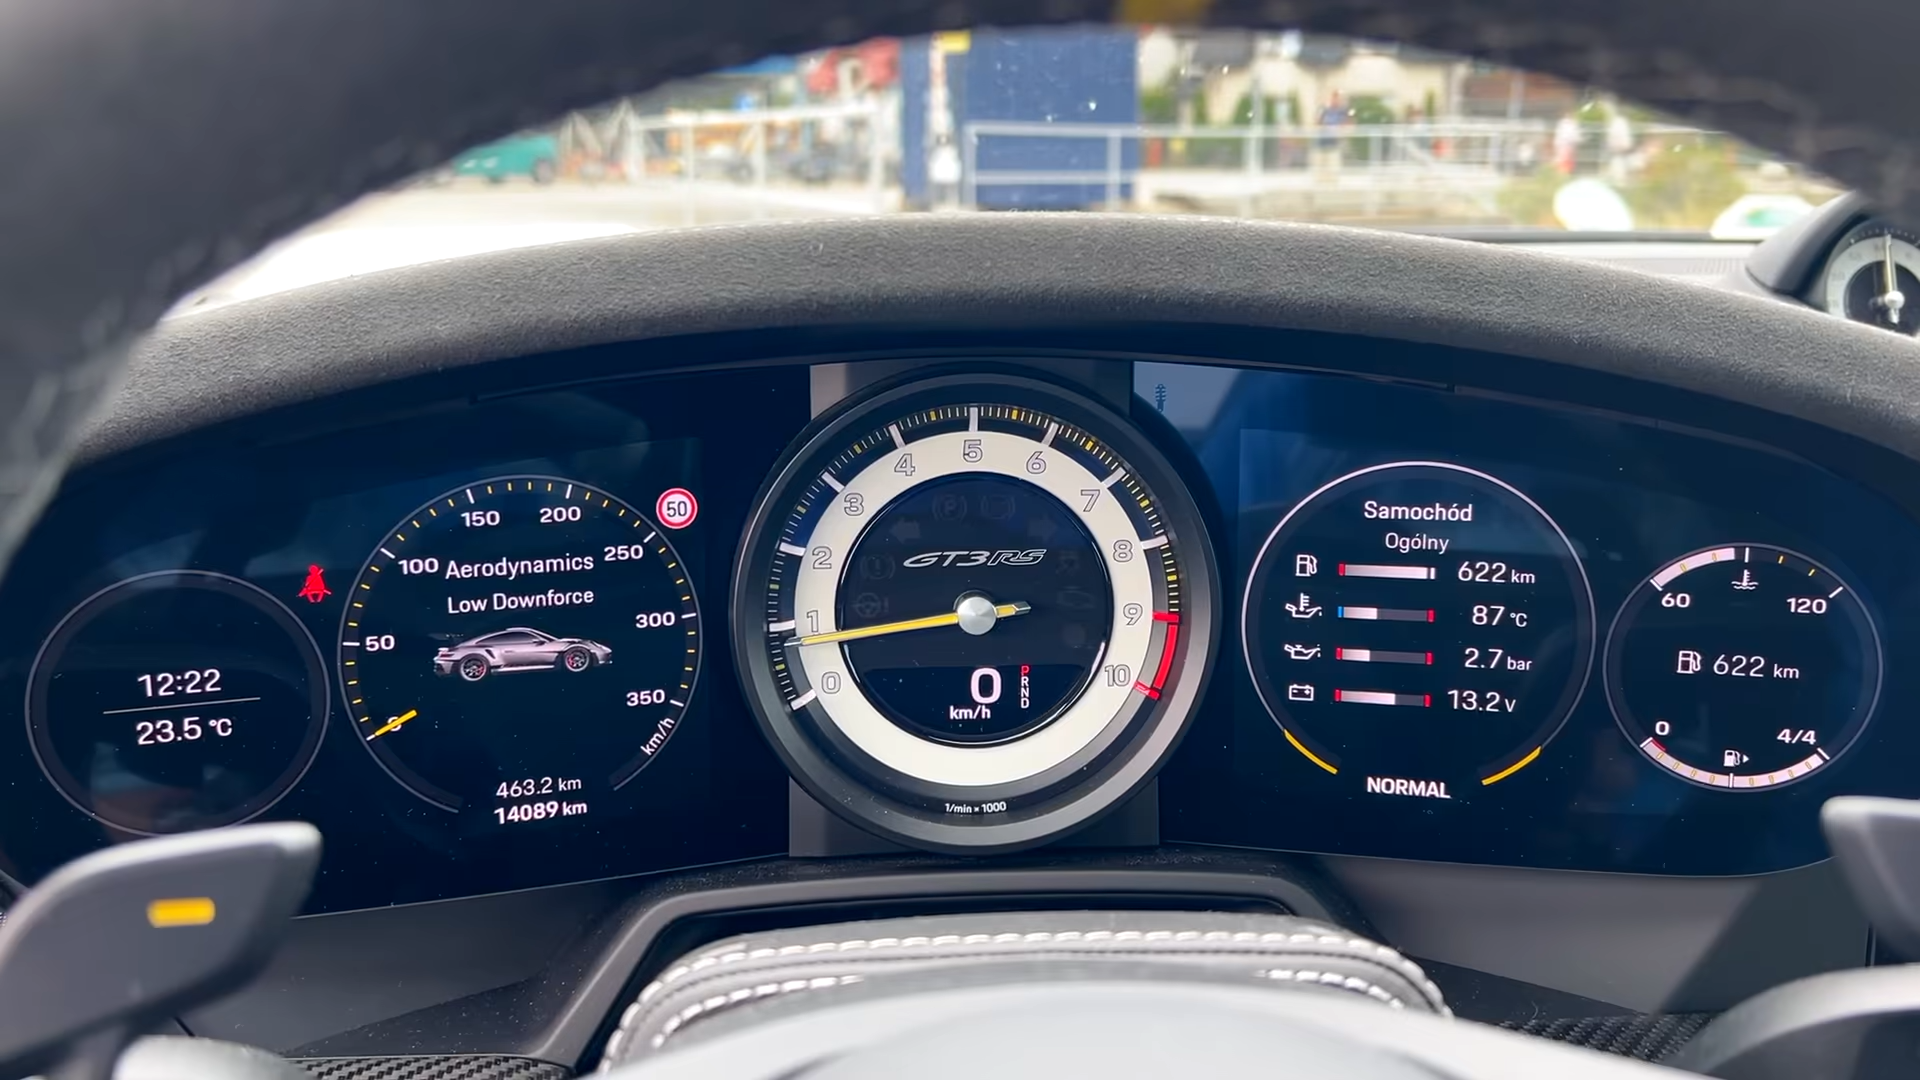 12:22
23.5 °C
50
100
150
200
250
300
350
km/h
0
50
Aerodynamics
Low Downforce
463.2 km
14089 km
0
1
2
3
4
5
6
7
8
9
10
GT3RS
0
km/h
P
R
N
D
1/min × 1000
Samochód
Ogólny
622 km
87 °C
2.7 bar
13.2 V
NORMAL
60
120
622 km
0
4/4